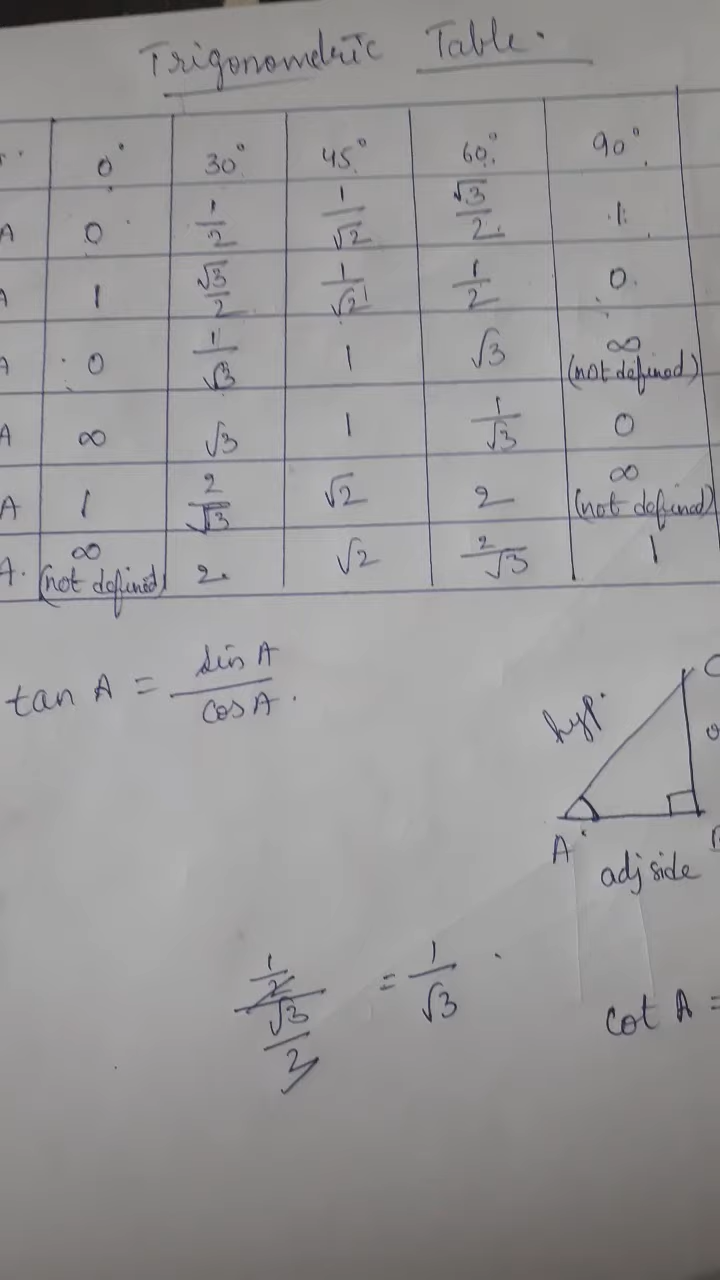 Trigonometric Table.
0° 30° 45° 60° 90°
A 0 1/2 1/√2 √3/2 1
A 1 √3/2 1/√2 1/2 0
A 0 1/√3 1 √3 ∞ (not defined)
A ∞ √3 1 1/√3 0
A 1 2/√3 √2 2 ∞ (not defined)
A. ∞ (not defined) 2 √2 2/√3 1
tan A = sin A / cos A.
C
hyp.
A
adj side
1/2 / √3/2 = 1/√3
cot A =